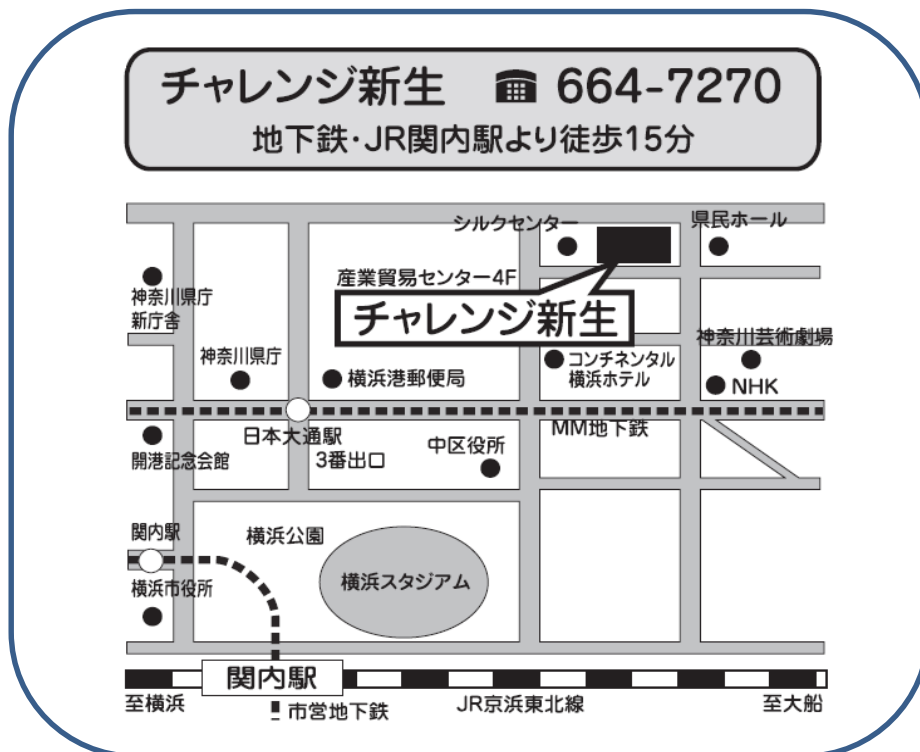 チャレンジ新生 ☎ 664-7270
地下鉄・JR関内駅より徒歩15分
シルクセンター
県民ホール
産業貿易センター4F
チャレンジ新生
神奈川県庁
新庁舎
神奈川県庁
横浜港郵便局
コンチネンタル
横浜ホテル
神奈川芸術劇場
NHK
日本大通駅
3番出口
MM地下鉄
開港記念会館
中区役所
関内駅
横浜公園
横浜市役所
横浜スタジアム
関内駅
至横浜
市営地下鉄
JR京浜東北線
至大船